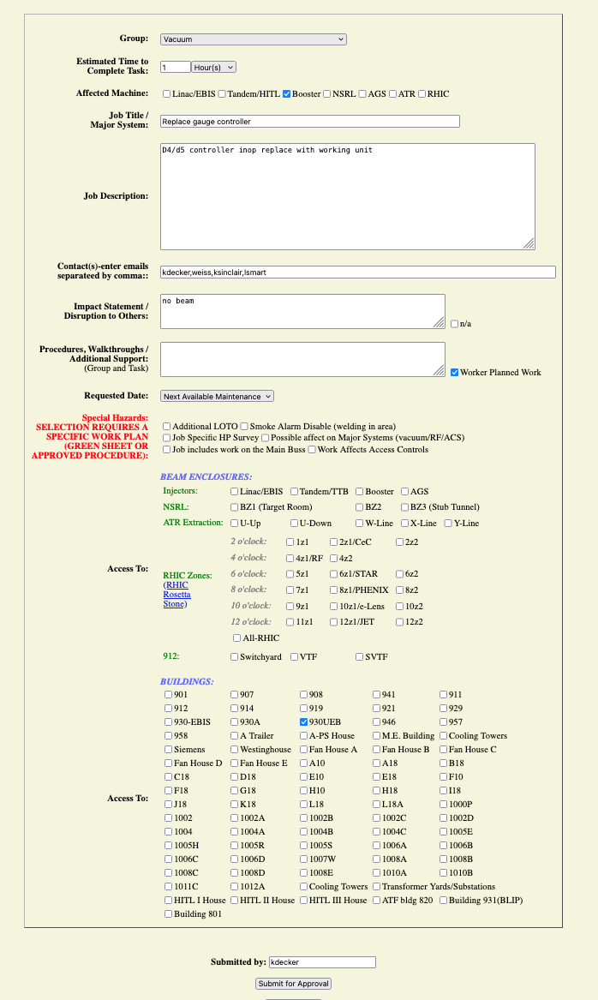 Group: Vacuum
Estimated Time to
Complete Task: 1 Hour(s)
Affected Machine: Linac/EBIS Tandem/HITL Booster NSRL AGS ATR RHIC
Job Title /
Major System: Replace gauge controller
D4/d5 controller inop replace with working unit
Job Description:
Contact(s)-enter emails
separateed by comma:: kdecker,weiss,ksinclair,lsmart
no beam
Impact Statement /
Disruption to Others: n/a
Procedures, Walkthroughs /
Additional Support:
(Group and Task) Worker Planned Work
Requested Date: Next Available Maintenance
Special Hazards:
SELECTION REQUIRES A
SPECIFIC WORK PLAN
(GREEN SHEET OR
APPROVED PROCEDURE):
Additional LOTO Smoke Alarm Disable (welding in area)
Job Specific HP Survey Possible affect on Major Systems (vacuum/RF/ACS)
Job includes work on the Main Buss Work Affects Access Controls
BEAM ENCLOSURES:
Injectors: Linac/EBIS Tandem/TTB Booster AGS
NSRL: BZ1 (Target Room) BZ2 BZ3 (Stub Tunnel)
ATR Extraction: U-Up U-Down W-Line X-Line Y-Line
2 o'clock: 1z1 2z1/CeC 2z2
4 o'clock: 4z1/RF 4z2
Access To:
RHIC Zones:
(RHIC
Rosetta
Stone)
6 o'clock: 5z1 6z1/STAR 6z2
8 o'clock: 7z1 8z1/PHENIX 8z2
10 o'clock: 9z1 10z1/e-Lens 10z2
12 o'clock: 11z1 12z1/JET 12z2
All-RHIC
912: Switchyard VTF SVTF
BUILDINGS:
901 907 908 941 911
912 914 919 921 929
930-EBIS 930A 930UEB 946 957
958 A Trailer A-PS House M.E. Building Cooling Towers
Siemens Westinghouse Fan House A Fan House B Fan House C
Fan House D Fan House E A10 A18 B18
C18 D18 E10 E18 F10
F18 G18 H10 H18 I18
Access To: J18 K18 L18 L18A 1000P
1002 1002A 1002B 1002C 1002D
1004 1004A 1004B 1004C 1005E
1005H 1005R 1005S 1006A 1006B
1006C 1006D 1007W 1008A 1008B
1008C 1008D 1008E 1010A 1010B
1011C 1012A Cooling Towers Transformer Yards/Substations
HITL I House HITL II House HITL III House ATF bldg 820 Building 931(BLIP)
Building 801
Submitted by: kdecker
Submit for Approval